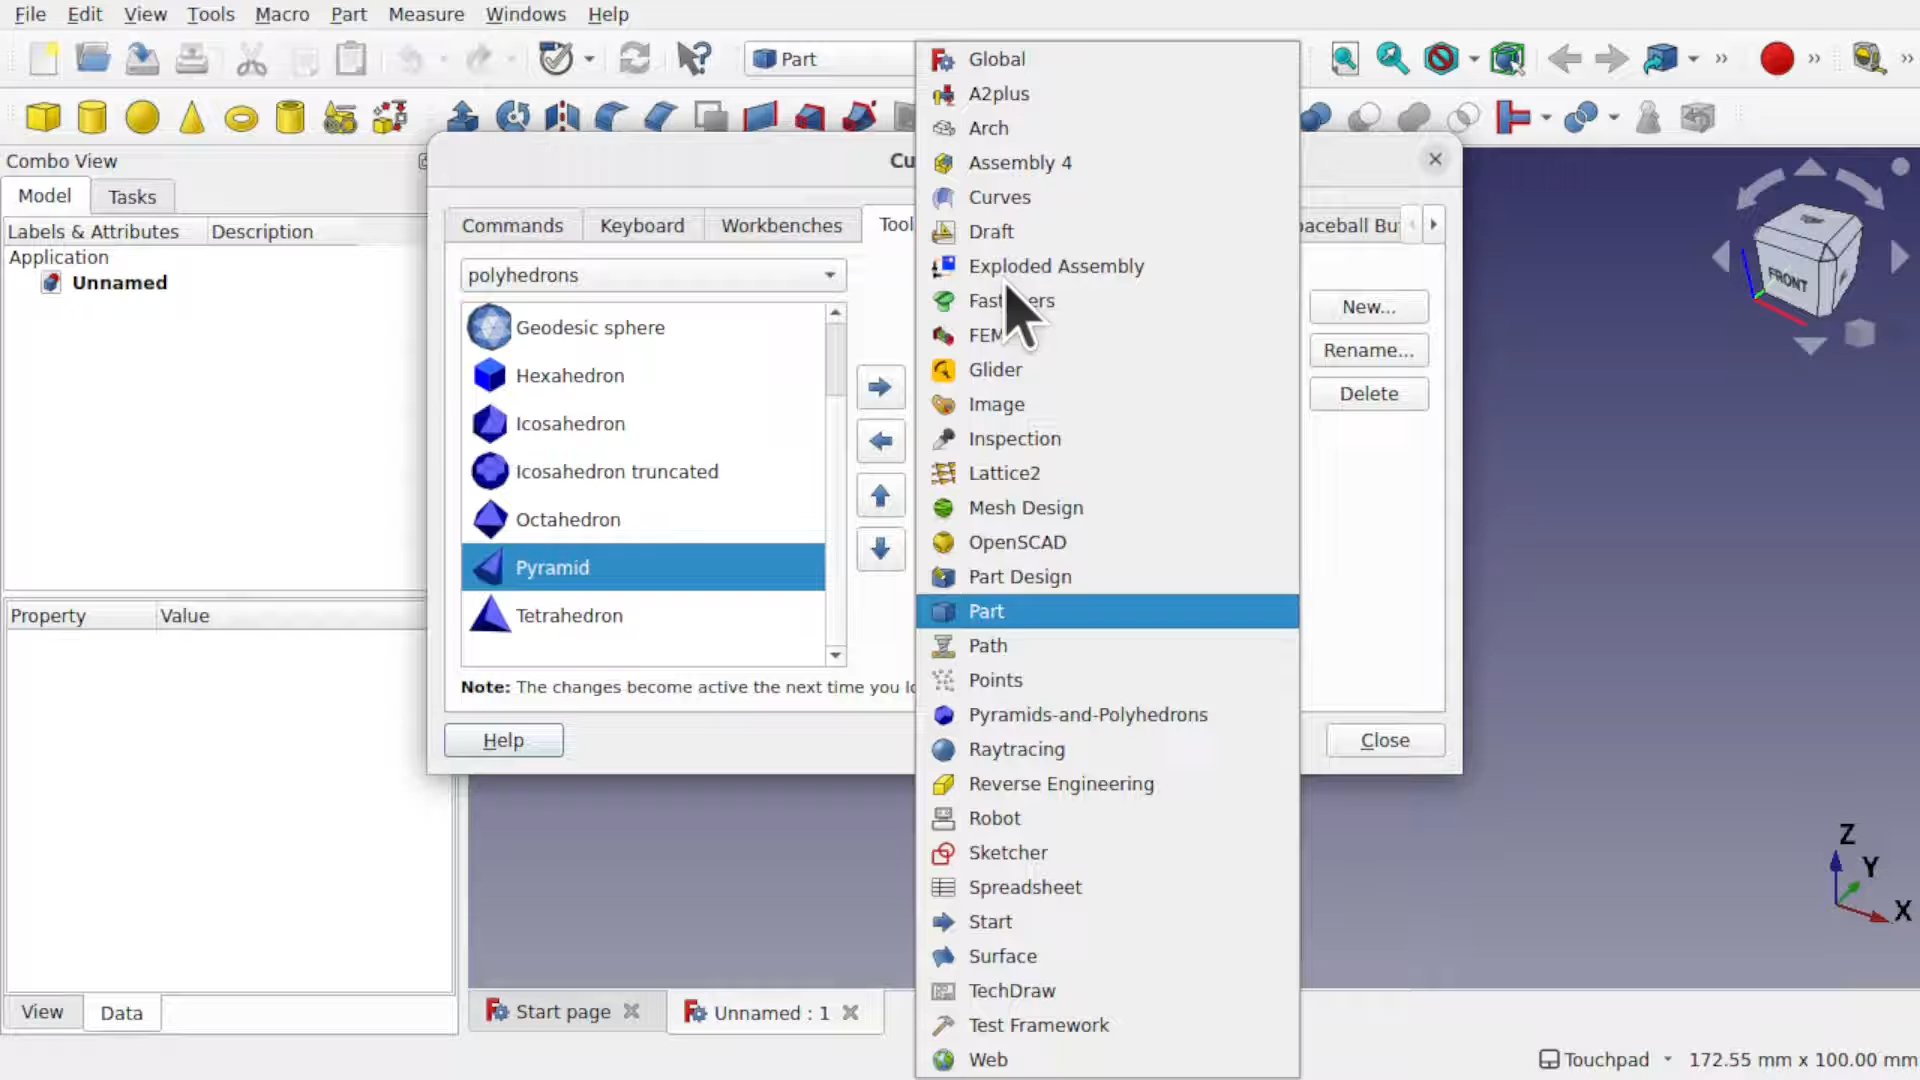 File Edit View Tools Macro Part Measure Windows Help
Part
Combo View
Model Tasks
Labels & Attributes Description
Application
Unnamed
Property Value
View Data
Commands Keyboard Workbenches
polyhedrons
Geodesic sphere
Hexahedron
Icosahedron
Icosahedron truncated
Octahedron
Pyramid
Tetrahedron
Note: The changes become active the next time you
Help
Global
A2plus
Arch
Assembly 4
Curves
Draft
Exploded Assembly
FEM
Glider
Image
Inspection
Lattice2
Mesh Design
OpenSCAD
Part Design
Part
Path
Points
Pyramids-and-Polyhedrons
Raytracing
Reverse Engineering
Robot
Sketcher
Spreadsheet
Start
Surface
TechDraw
Test Framework
Web
New...
Rename...
Delete
Close
FRONT
Z
Y
X
Start page Unnamed : 1
Touchpad 172.55 mm x 100.00 mm